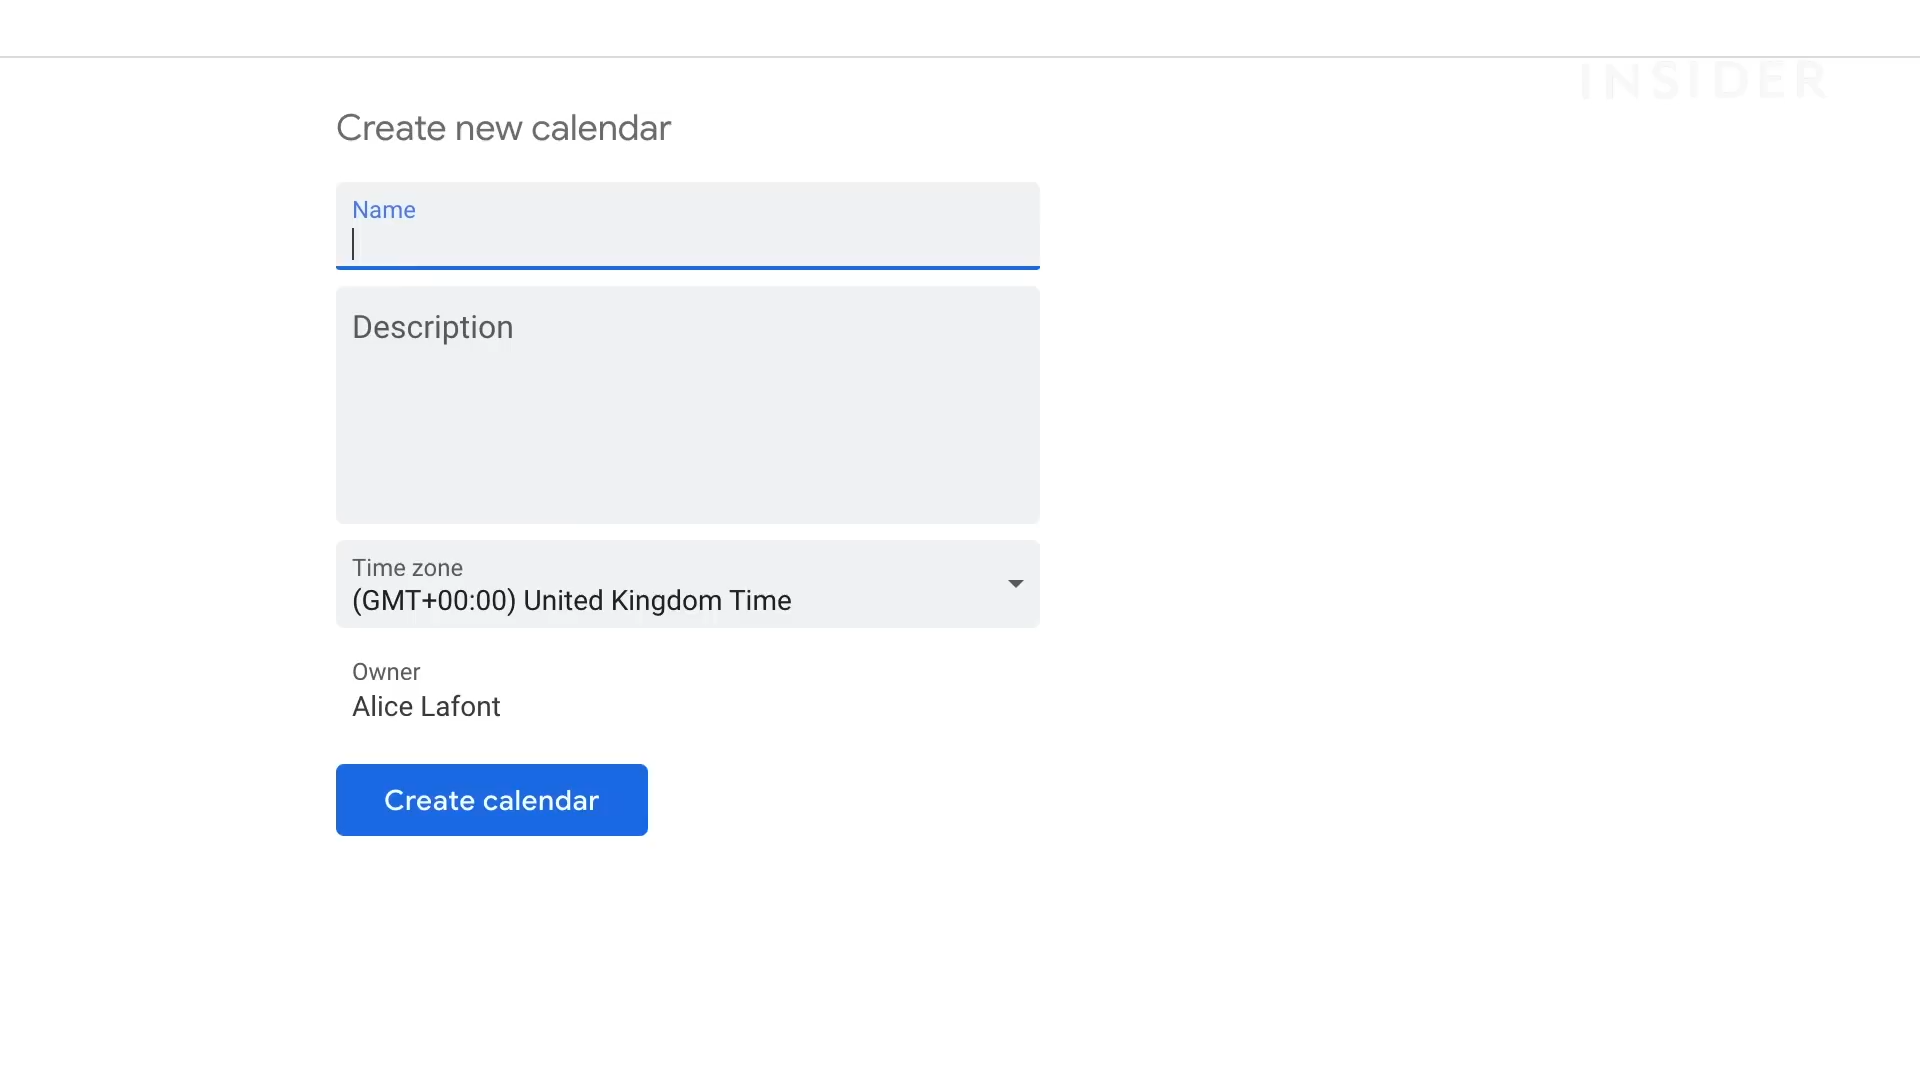 INSIDER
Create new calendar
Name
Description
Time zone
(GMT+00:00) United Kingdom Time
Owner
Alice Lafont
Create calendar